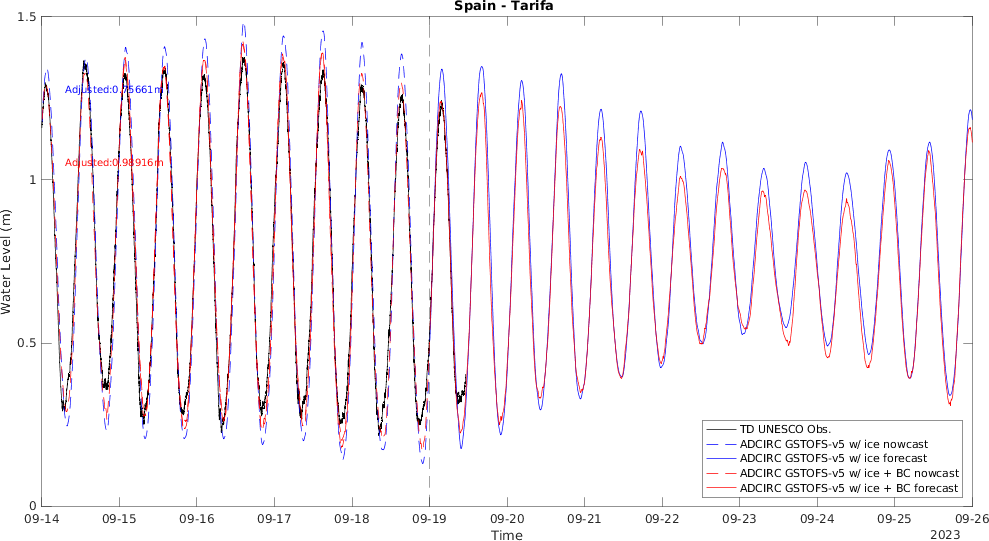 Spain - Tarifa
1.5
1
0.5
0
Water Level (m)
Adjusted:0.75661m
Adjusted:0.98916m
TD UNESCO Obs.
ADCIRC GSTOFS-v5 w/ ice nowcast
ADCIRC GSTOFS-v5 w/ ice forecast
ADCIRC GSTOFS-v5 w/ ice + BC nowcast
ADCIRC GSTOFS-v5 w/ ice + BC forecast
09-14 09-15 09-16 09-17 09-18 09-19 09-20 09-21 09-22 09-23 09-24 09-25 09-26
Time
2023